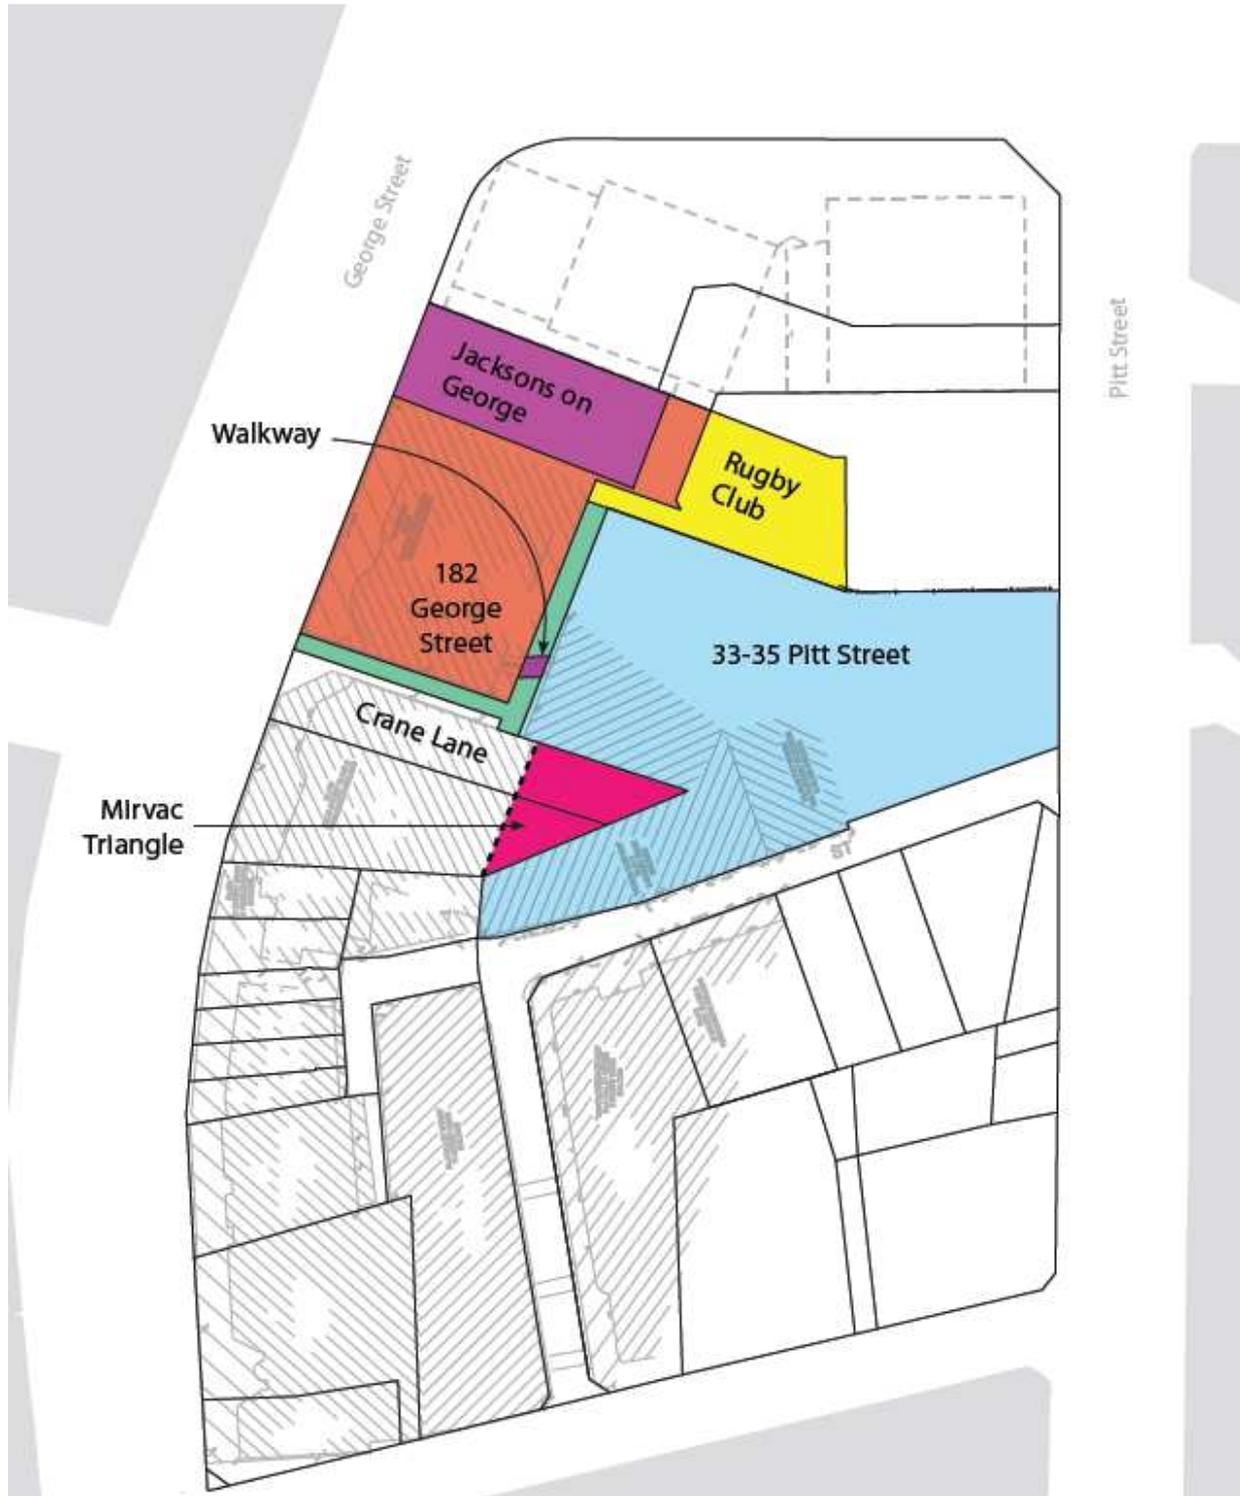 George Street
Pitt Street
Jacksons on
George
Walkway
Rugby
Club
182
George
Street
33-35 Pitt Street
Crane Lane
Mirvac
Triangle
ST